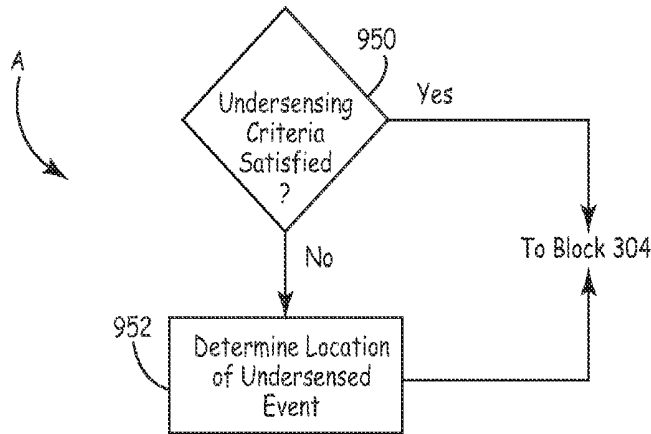 A
950
Undersensing
Criteria
Satisfied
?
Yes
No
To Block 304
952
Determine Location
of Undersensed
Event